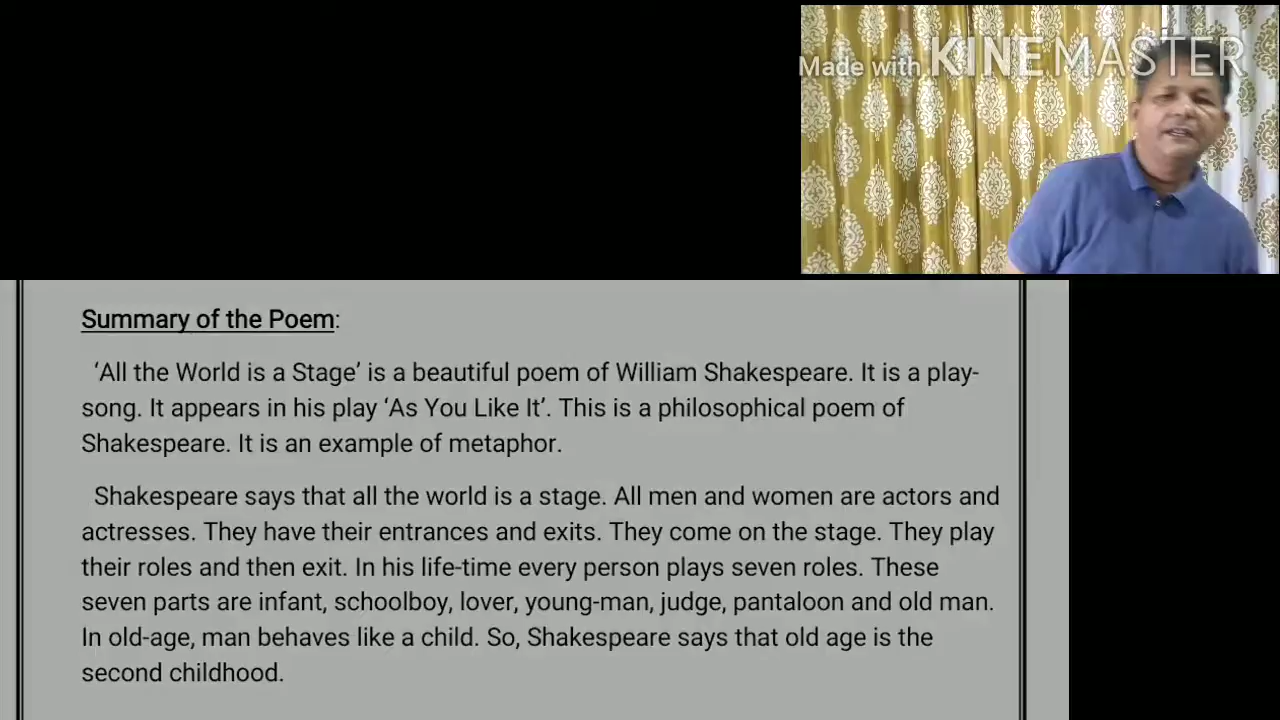 Made with KINEMASTER
Summary of the Poem:
‘All the World is a Stage’ is a beautiful poem of William Shakespeare. It is a play-
song. It appears in his play ‘As You Like It’. This is a philosophical poem of
Shakespeare. It is an example of metaphor.
Shakespeare says that all the world is a stage. All men and women are actors and
actresses. They have their entrances and exits. They come on the stage. They play
their roles and then exit. In his life-time every person plays seven roles. These
seven parts are infant, schoolboy, lover, young-man, judge, pantaloon and old man.
In old-age, man behaves like a child. So, Shakespeare says that old age is the
second childhood.